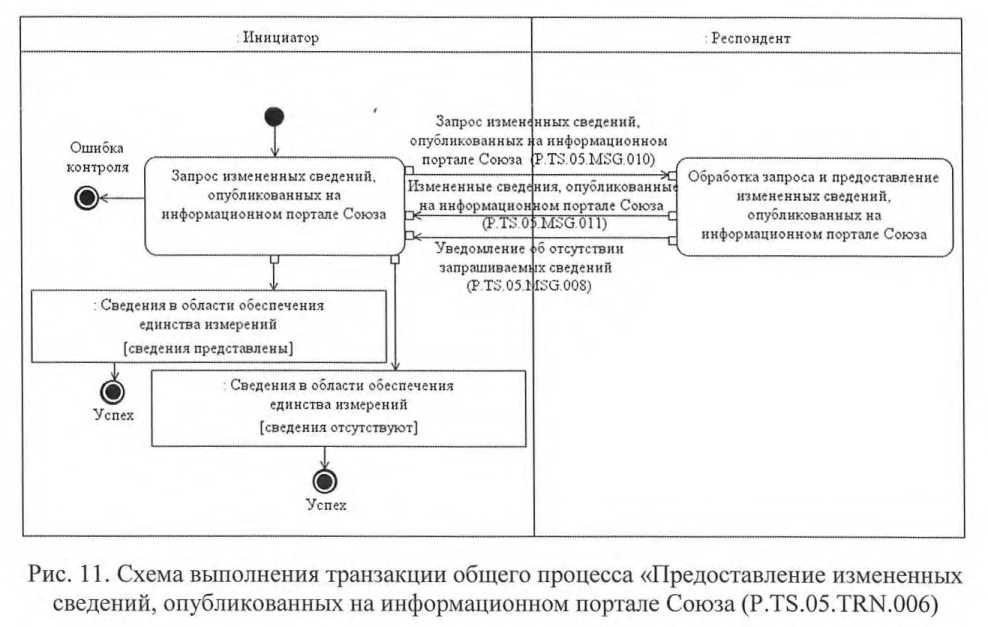 : Инициатор
: Респондент
Ошибка
контроля
Запрос измененных сведений,
опубликованных на
информационном портале Союза
Запрос измененных сведений,
опубликованных на информационном
портале Союза (P.TS.05.MSG.010)
Измененные сведения, опубликованные
на информационном портале Союза
(P.TS.05.MSG.011)
Уведомление об отсутствии
запрашиваемых сведений
(P.TS.05.MSG.008)
Обработка запроса и предоставление
измененных сведений,
опубликованных на
информационном портале Союза
: Сведения в области обеспечения
единства измерений
[сведения представлены]
Успех
: Сведения в области обеспечения
единства измерений
[сведения отсутствуют]
Успех
Рис. 11. Схема выполнения транзакции общего процесса «Предоставление измененных
сведений, опубликованных на информационном портале Союза (P.TS.05.TRN.006)